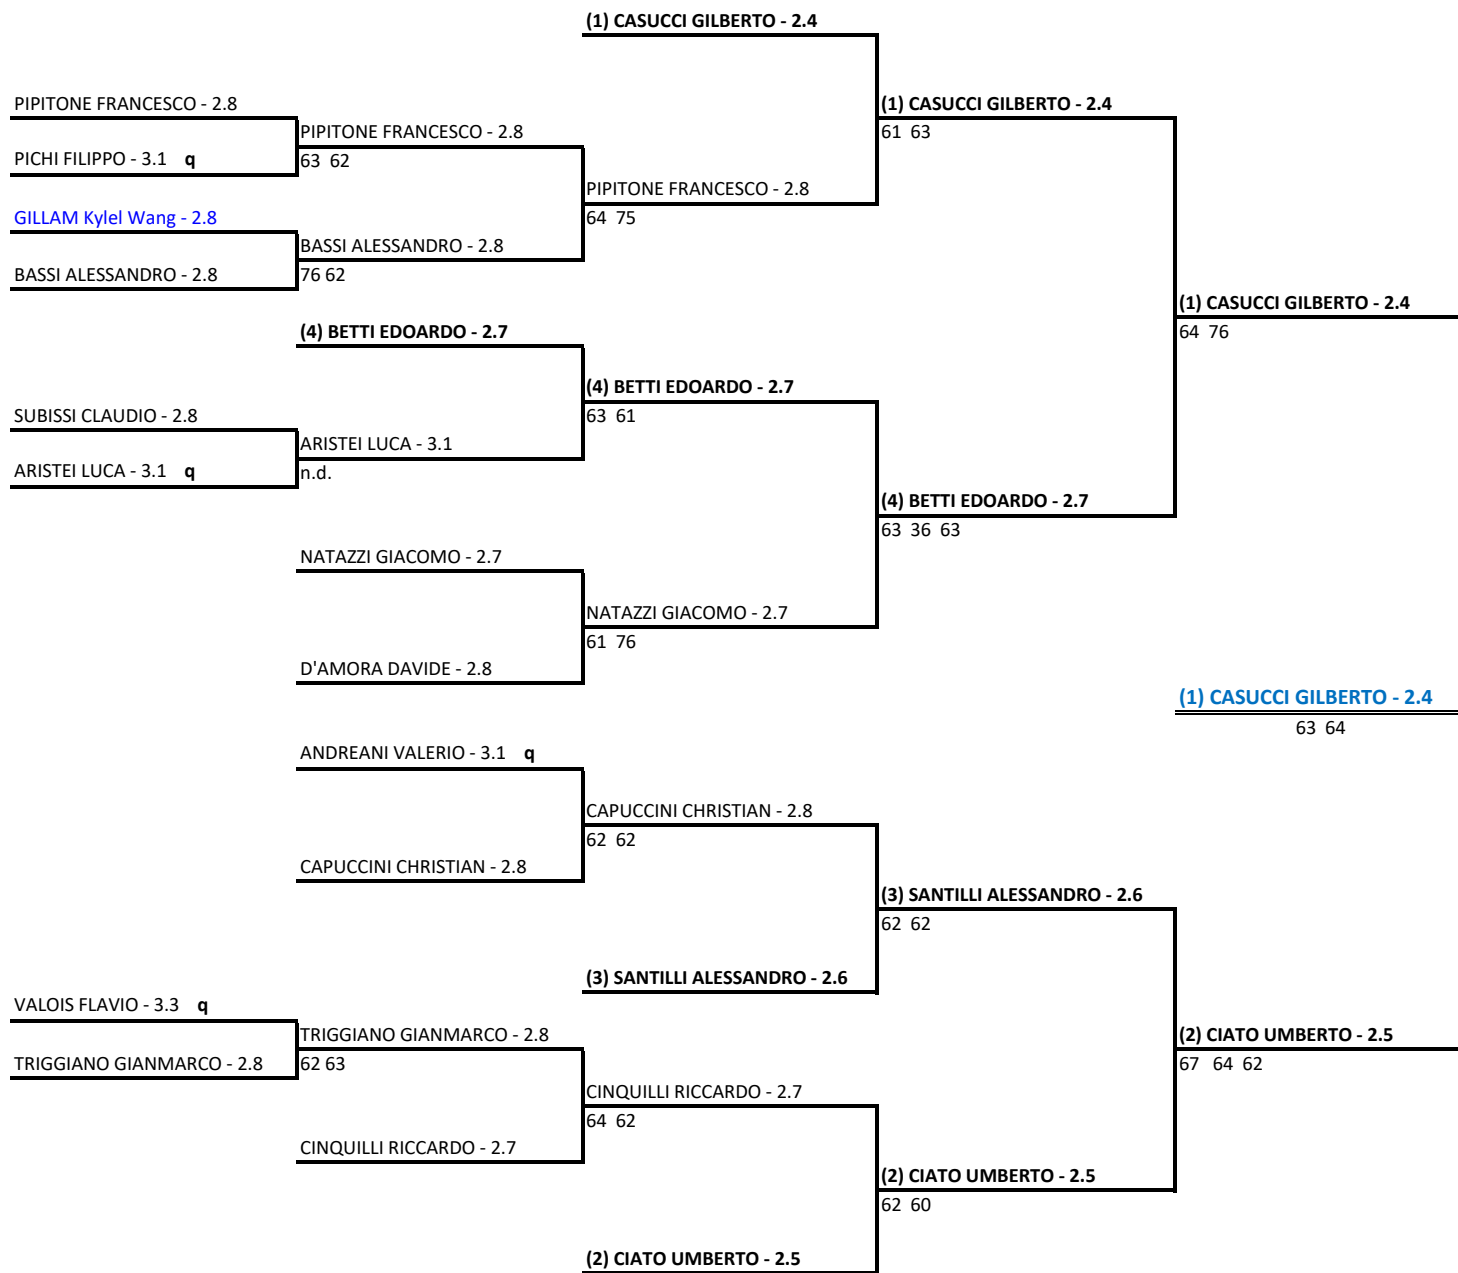 (1) CASUCCI GILBERTO - 2.4
PIPITONE FRANCESCO - 2.8
(1) CASUCCI GILBERTO - 2.4
PIPITONE FRANCESCO - 2.8
61 63
PICHI FILIPPO - 3.1 q
63 62
PIPITONE FRANCESCO - 2.8
GILLAM Kylel Wang - 2.8
64 75
BASSI ALESSANDRO - 2.8
BASSI ALESSANDRO - 2.8
76 62
(1) CASUCCI GILBERTO - 2.4
(4) BETTI EDOARDO - 2.7
64 76
(4) BETTI EDOARDO - 2.7
SUBISSI CLAUDIO - 2.8
63 61
ARISTEI LUCA - 3.1
ARISTEI LUCA - 3.1 q
n.d.
(4) BETTI EDOARDO - 2.7
63 36 63
NATAZZI GIACOMO - 2.7
NATAZZI GIACOMO - 2.7
61 76
D'AMORA DAVIDE - 2.8
(1) CASUCCI GILBERTO - 2.4
63 64
ANDREANI VALERIO - 3.1 q
CAPUCCINI CHRISTIAN - 2.8
62 62
CAPUCCINI CHRISTIAN - 2.8
(3) SANTILLI ALESSANDRO - 2.6
62 62
(3) SANTILLI ALESSANDRO - 2.6
VALOIS FLAVIO - 3.3 q
TRIGGIANO GIANMARCO - 2.8
(2) CIATO UMBERTO - 2.5
TRIGGIANO GIANMARCO - 2.8
62 63
67 64 62
CINQUILLI RICCARDO - 2.7
64 62
CINQUILLI RICCARDO - 2.7
(2) CIATO UMBERTO - 2.5
62 60
(2) CIATO UMBERTO - 2.5